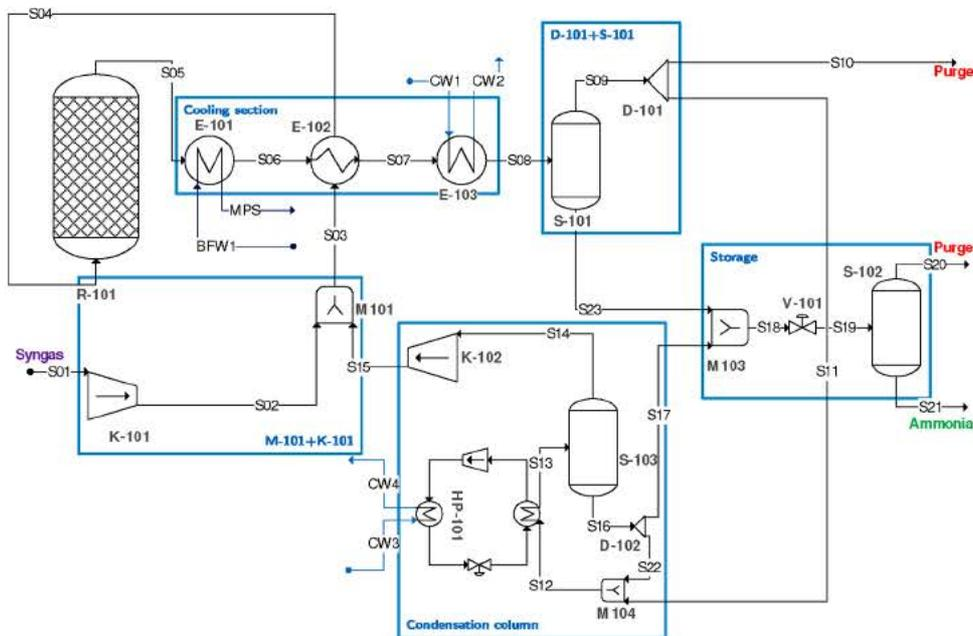 S04
D-101+S-101
S05
S10
CW1
CW2
S09
Purge
Cooling section
D-101
E-101
E-102
S06
S07
S08
E-103
MPS
S-101
S03
BFW1
Purge
Storage
S-102
S20
R-101
V-101
M101
S23
S18
S19
S14
Syngas
S01
S15
K-102
M103
S11
S02
S17
S21
K-101
Ammonia
M-101+K-101
S13
S-103
CW4
HP-101
S16
D-102
CW3
S22
S12
M104
Condensation column